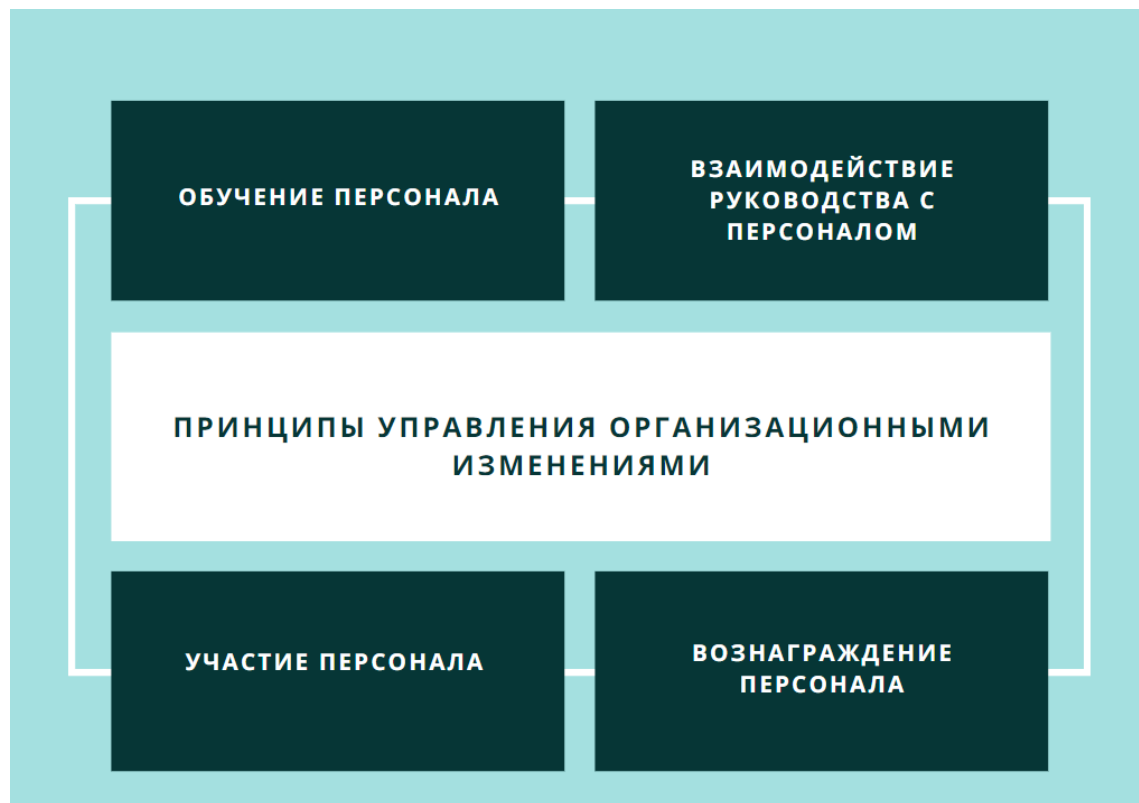 ОБУЧЕНИЕ ПЕРСОНАЛА
ВЗАИМОДЕЙСТВИЕ
РУКОВОДСТВА С
ПЕРСОНАЛОМ
ПРИНЦИПЫ УПРАВЛЕНИЯ ОРГАНИЗАЦИОННЫМИ
ИЗМЕНЕНИЯМИ
УЧАСТИЕ ПЕРСОНАЛА
ВОЗНАГРАЖДЕНИЕ
ПЕРСОНАЛА